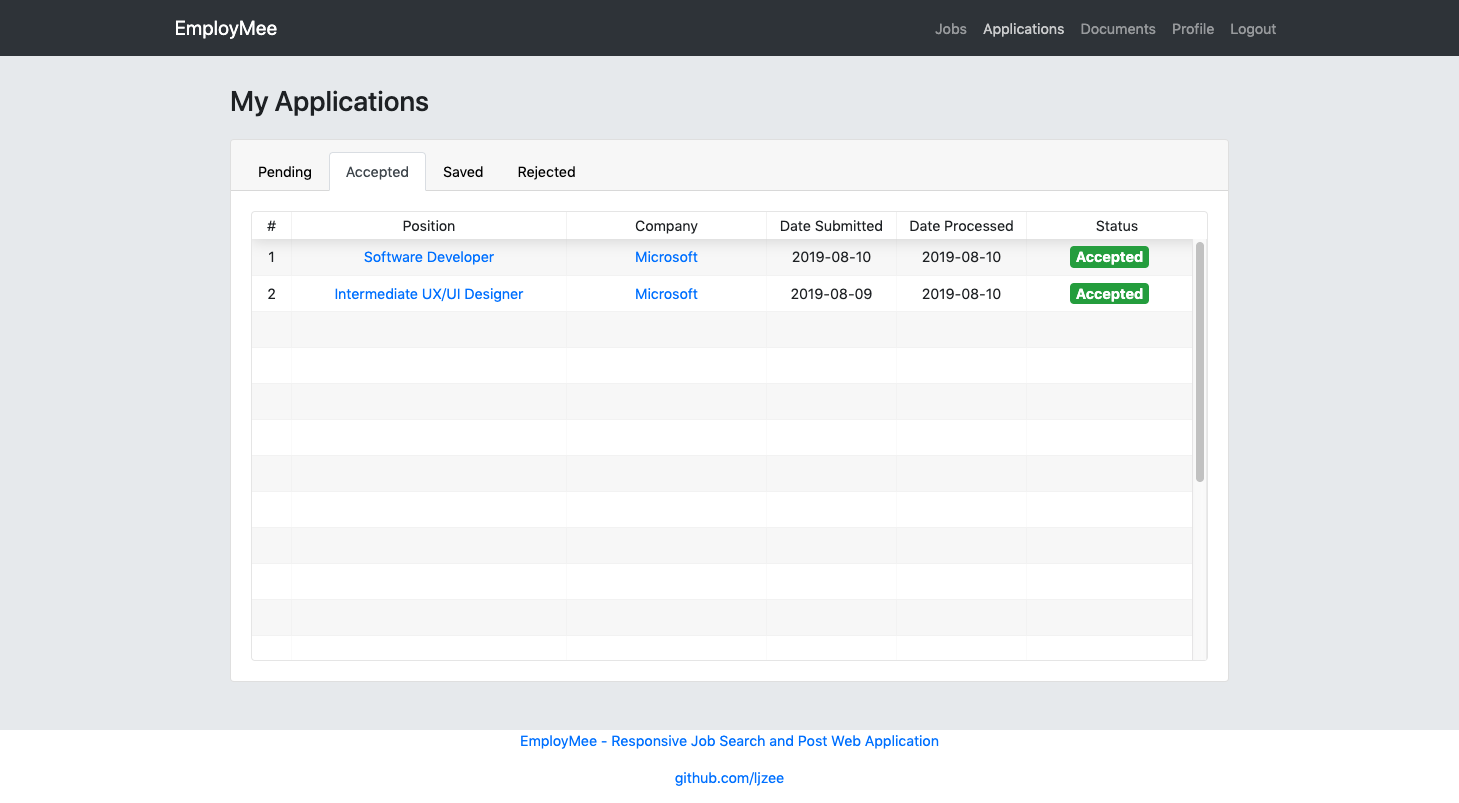 EmployMee Jobs Applications Documents Profile Logout
My Applications
Pending Accepted Saved Rejected
# Position Company Date Submitted Date Processed Status
1 Software Developer Microsoft 2019-08-10 2019-08-10 Accepted
2 Intermediate UX/UI Designer Microsoft 2019-08-09 2019-08-10 Accepted
EmployMee - Responsive Job Search and Post Web Application
github.com/ljzee